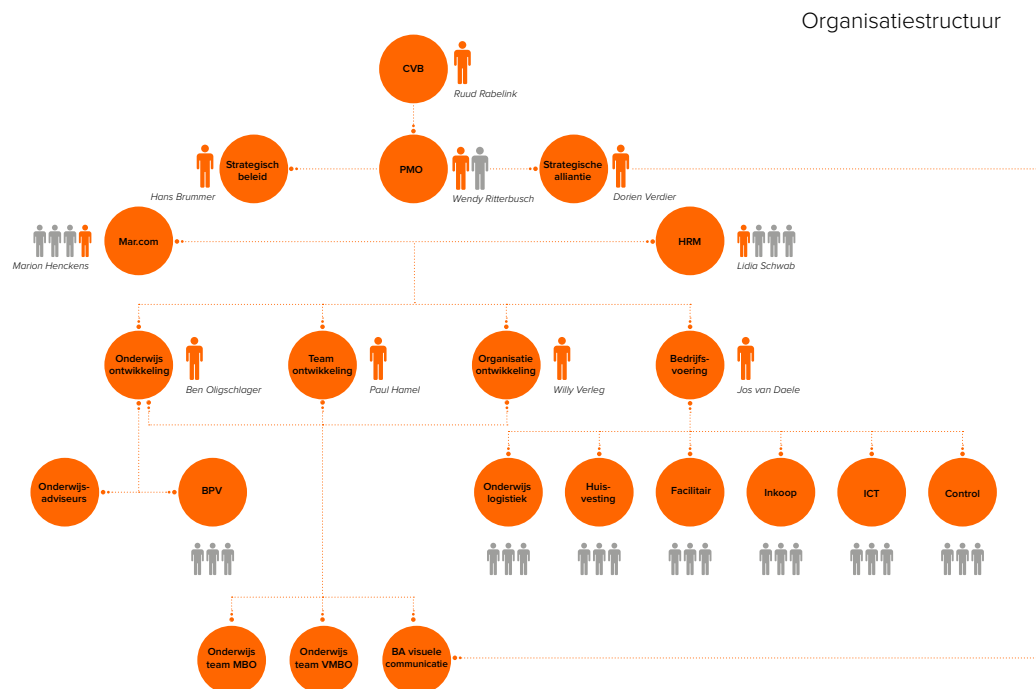 Organisatiestructuur
CVB
Ruud Rabelink
Strategisch
beleid
Hans Brummer
PMO
Wendy Ritterbusch
Strategische
alliantie
Dorien Verdier
Mar.com
Marion Henckens
HRM
Lidia Schwab
Onderwijs
ontwikkeling
Ben Oligschlager
Team
ontwikkeling
Paul Hamel
Organisatie
ontwikkeling
Willy Verleg
Bedrijfs-
voering
Jos van Daele
Onderwijs-
adviseurs
BPV
Onderwijs
logistiek
Huis-
vesting
Facilitair
Inkoop
ICT
Control
Onderwijs
team MBO
Onderwijs
team VMBO
BA visuele
communicatie